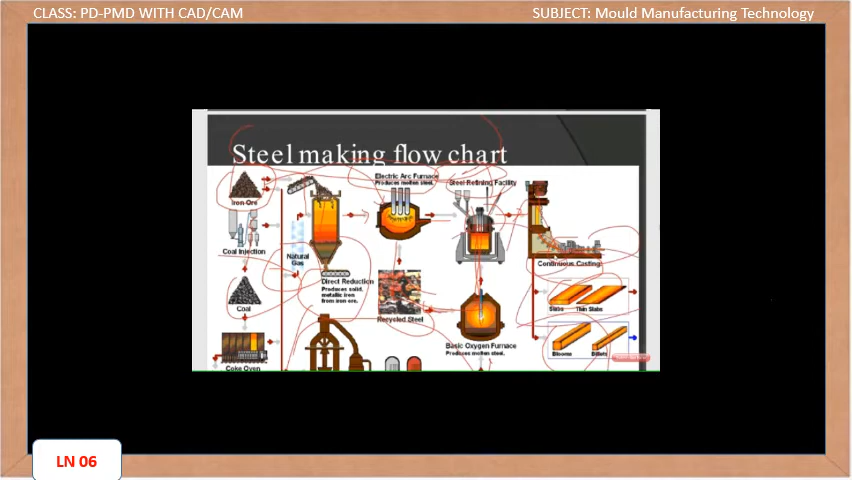 CLASS: PD-PMD WITH CAD/CAM
SUBJECT: Mould Manufacturing Technology
Steel making flow chart
Electric Arc Furnace
Produces molten steel.
Steel Refining Facility
Iron Ore
Coal Injection
Natural
Gas
Continuous Casting
Direct Reduction
Produces solid,
metallic iron
from iron ore.
Coal
Recycled Steel
Slabs
Thin Slabs
Basic Oxygen Furnace
Produces molten steel.
Blooms
Billets
Coke Oven
LN 06